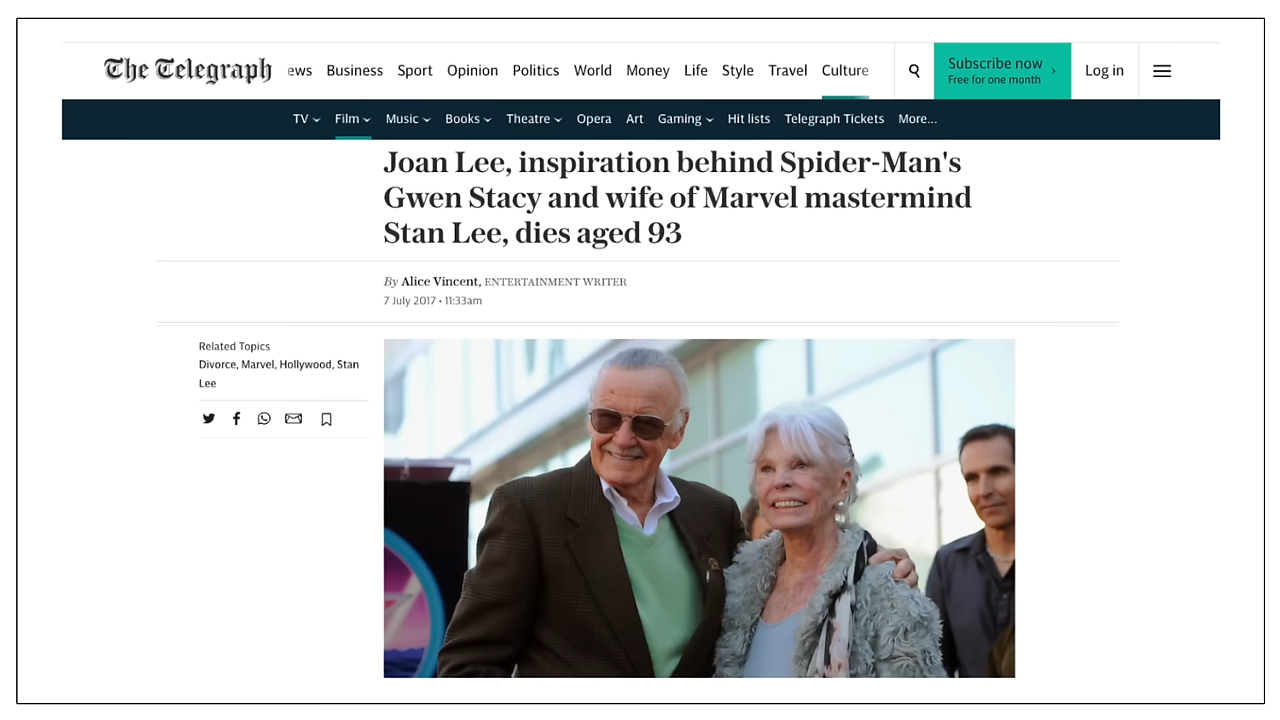 The Telegraph
ews Business Sport Opinion Politics World Money Life Style Travel Culture
Subscribe now
Free for one month
Log in
TV Film Music Books Theatre Opera Art Gaming Hit lists Telegraph Tickets More...
Joan Lee, inspiration behind Spider-Man's
Gwen Stacy and wife of Marvel mastermind
Stan Lee, dies aged 93
By Alice Vincent, ENTERTAINMENT WRITER
7 July 2017 • 11:33am
Related Topics
Divorce, Marvel, Hollywood, Stan
Lee